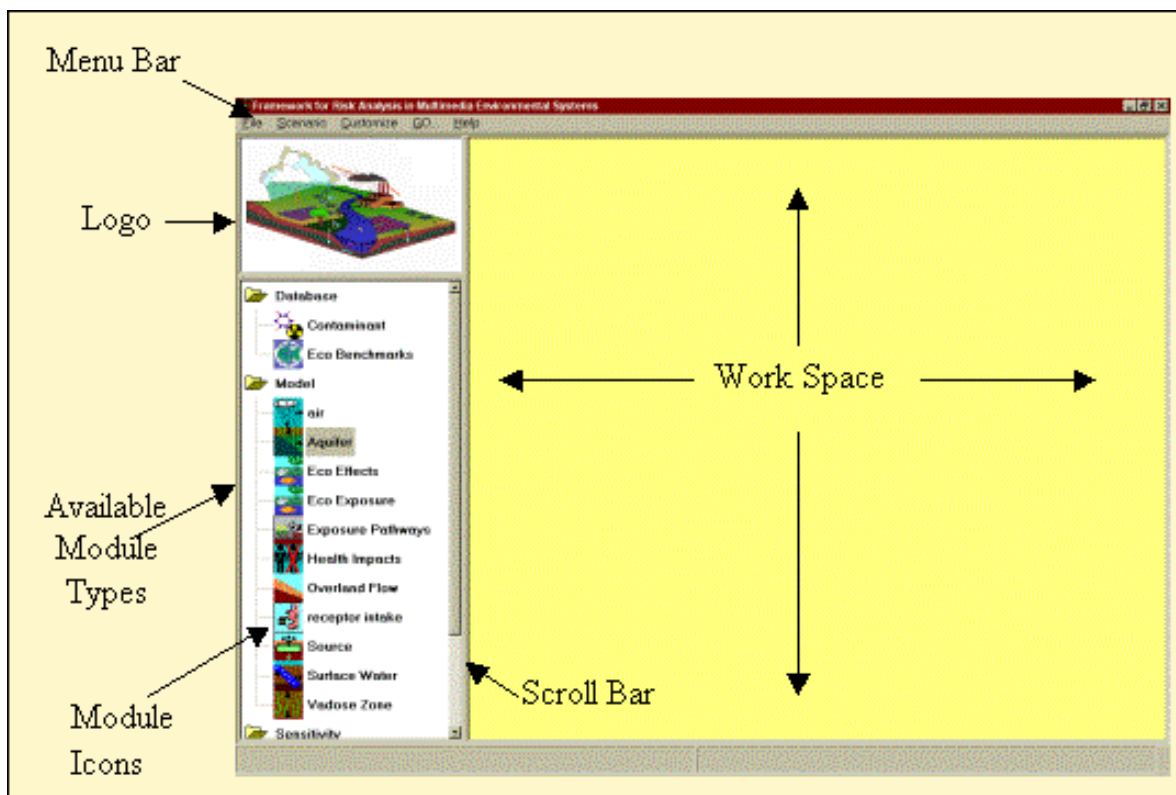 Menu Bar
Framework for Risk Analysis in Multimedia Environmental Systems
File Scenario Customize GO... Help
Logo
Database
Contaminant
Eco Benchmarks
Model
air
Aquifer
Eco Effects
Eco Exposure
Exposure Pathways
Health Impacts
Overland Flow
receptor intake
Source
Surface Water
Vadose Zone
Sensitivity
Work Space
Available
Module
Types
Scroll Bar
Module
Icons